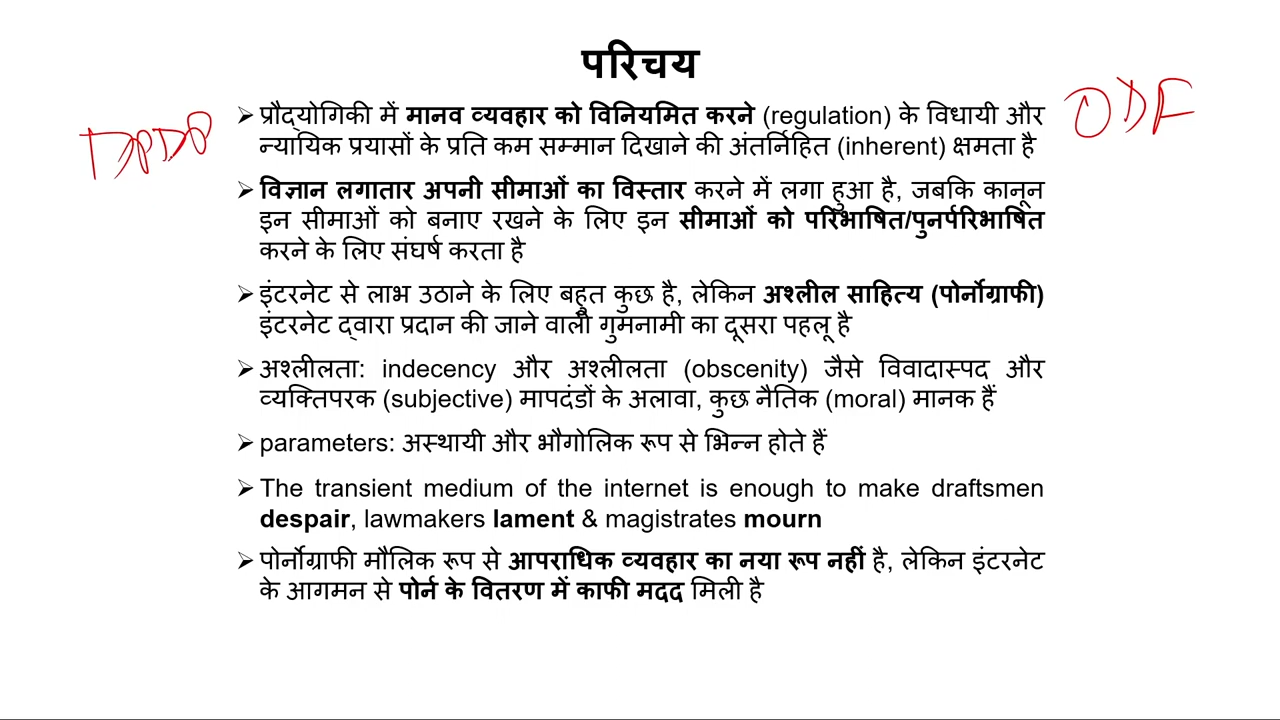 परिचय
➢ प्रौद्योगिकी में मानव व्यवहार को विनियमित करने (regulation) के विधायी और
न्यायिक प्रयासों के प्रति कम सम्मान दिखाने की अंतर्निहित (inherent) क्षमता है
➢ विज्ञान लगातार अपनी सीमाओं का विस्तार करने में लगा हुआ है, जबकि कानून
इन सीमाओं को बनाए रखने के लिए इन सीमाओं को परिभाषित/पुनर्परिभाषित
करने के लिए संघर्ष करता है
➢ इंटरनेट से लाभ उठाने के लिए बहुत कुछ है, लेकिन अश्लील साहित्य (पोर्नोग्राफी)
इंटरनेट द्वारा प्रदान की जाने वाली गुमनामी का दूसरा पहलू है
➢ अश्लीलता: indecency और अश्लीलता (obscenity) जैसे विवादास्पद और
व्यक्तिपरक (subjective) मापदंडों के अलावा, कुछ नैतिक (moral) मानक हैं
➢ parameters: अस्थायी और भौगोलिक रूप से भिन्न होते हैं
➢ The transient medium of the internet is enough to make draftsmen
despair, lawmakers lament & magistrates mourn
➢ पोर्नोग्राफी मौलिक रूप से आपराधिक व्यवहार का नया रूप नहीं है, लेकिन इंटरनेट
के आगमन से पोर्न के वितरण में काफी मदद मिली है
DPDP
ODF